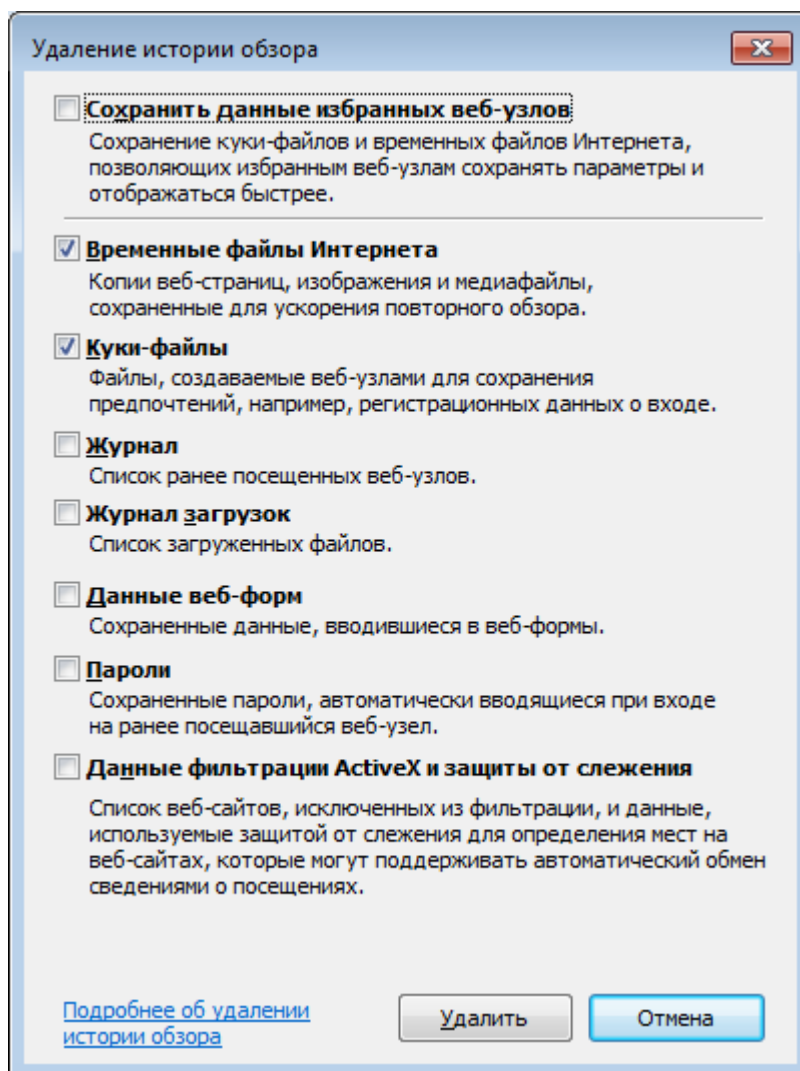 Удаление истории обзора
Сохранить данные избранных веб-узлов
Сохранение куки-файлов и временных файлов Интернета,
позволяющих избранным веб-узлам сохранять параметры и
отображаться быстрее.
Временные файлы Интернета
Копии веб-страниц, изображения и медиафайлы,
сохраненные для ускорения повторного обзора.
Куки-файлы
Файлы, создаваемые веб-узлами для сохранения
предпочтений, например, регистрационных данных о входе.
Журнал
Список ранее посещенных веб-узлов.
Журнал загрузок
Список загруженных файлов.
Данные веб-форм
Сохраненные данные, вводившиеся в веб-формы.
Пароли
Сохраненные пароли, автоматически вводящиеся при входе
на ранее посещавшийся веб-узел.
Данные фильтрации ActiveX и защиты от слежения
Список веб-сайтов, исключенных из фильтрации, и данные,
используемые защитой от слежения для определения мест на
веб-сайтах, которые могут поддерживать автоматический обмен
сведениями о посещениях.
Подробнее об удалении
истории обзора
Удалить
Отмена